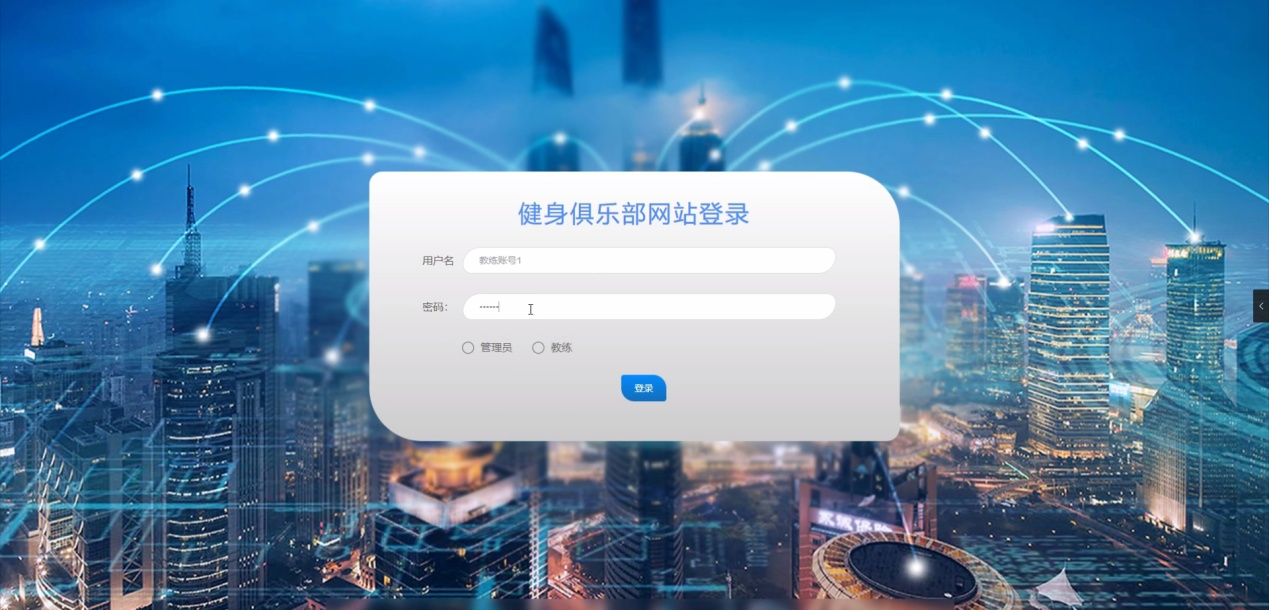 健身俱乐部网站登录
用户名 教练账号1
密码： ------
管理员 教练
登录